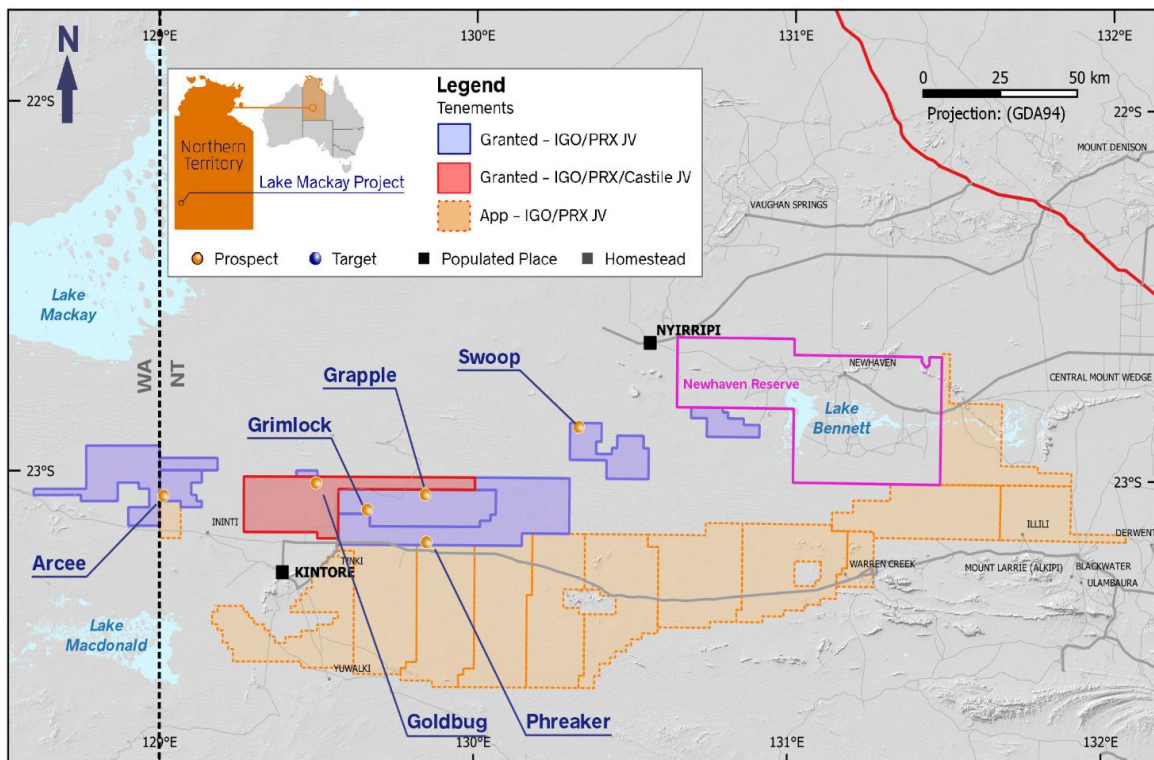 129°E
130°E
131°E
132°E
N
22°S
22°S
Northern
Territory
Lake Mackay Project
Legend
Tenements
Granted – IGO/PRX JV
Granted – IGO/PRX/Castile JV
App – IGO/PRX JV
Prospect
Target
Populated Place
Homestead
0 25 50 km
Projection: (GDA94)
MOUNT DENISON
VAUGHAN SPRINGS
Lake
Mackay
WA
NT
NYIRRIPI
Swoop
Grapple
Grimlock
NEWHAVEN
Newhaven Reserve
CENTRAL MOUNT WEDGE
Lake
Bennett
23°S
23°S
ININTI
Arcee
TINKI
KINTORE
ILLILI
DERWENT
WARREN CREEK
MOUNT LARRIE (ALKIPI)
BLACKWATER
ULAMBAURA
Lake
Macdonald
YUWALKI
Goldbug
Phreaker
129°E
130°E
131°E
132°E